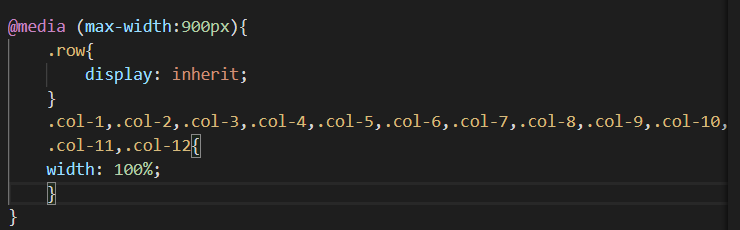 @media (max-width:900px){
.row{
display: inherit;
}
.col-1,.col-2,.col-3,.col-4,.col-5,.col-6,.col-7,.col-8,.col-9,.col-10,
.col-11,.col-12{
width: 100%;
}
}